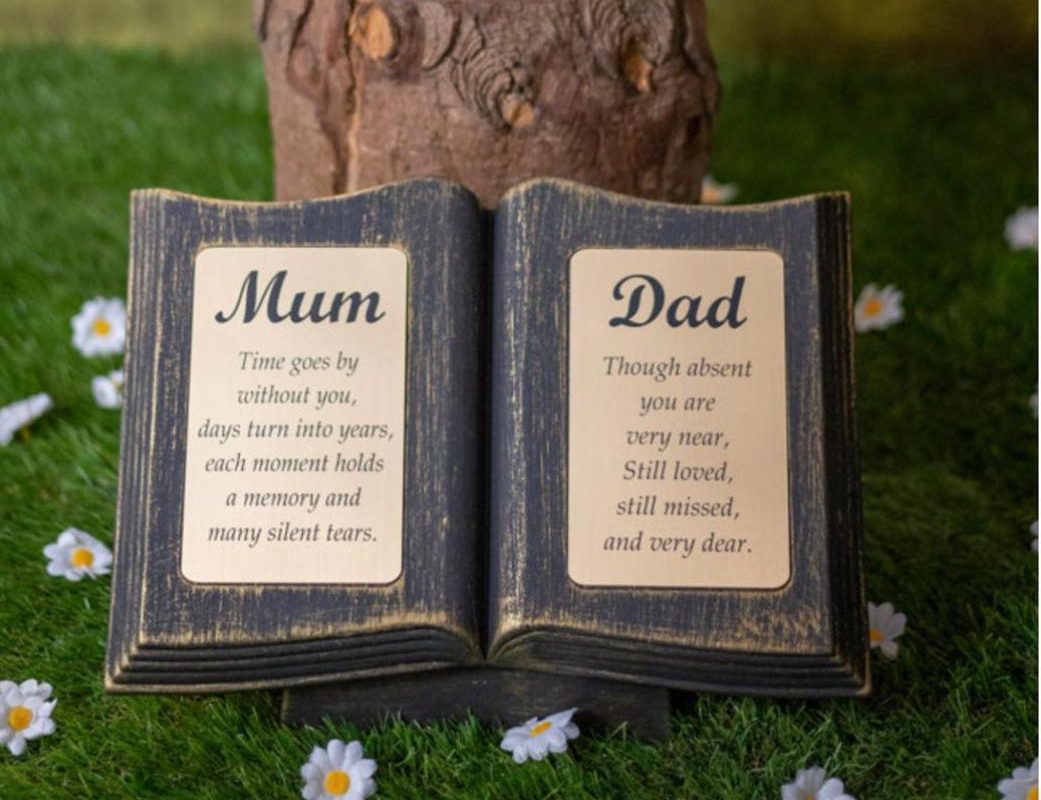 Mum
Time goes by
without you,
days turn into years,
each moment holds
a memory and
many silent tears.
Dad
Though absent
you are
very near,
Still loved,
still missed,
and very dear.